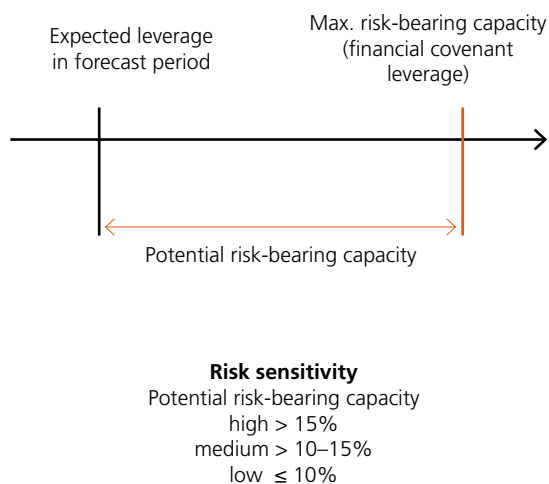 Expected leverage
in forecast period
Max. risk-bearing capacity
(financial covenant
leverage)
Potential risk-bearing capacity
Risk sensitivity
Potential risk-bearing capacity
high > 15%
medium > 10–15%
low ≤ 10%